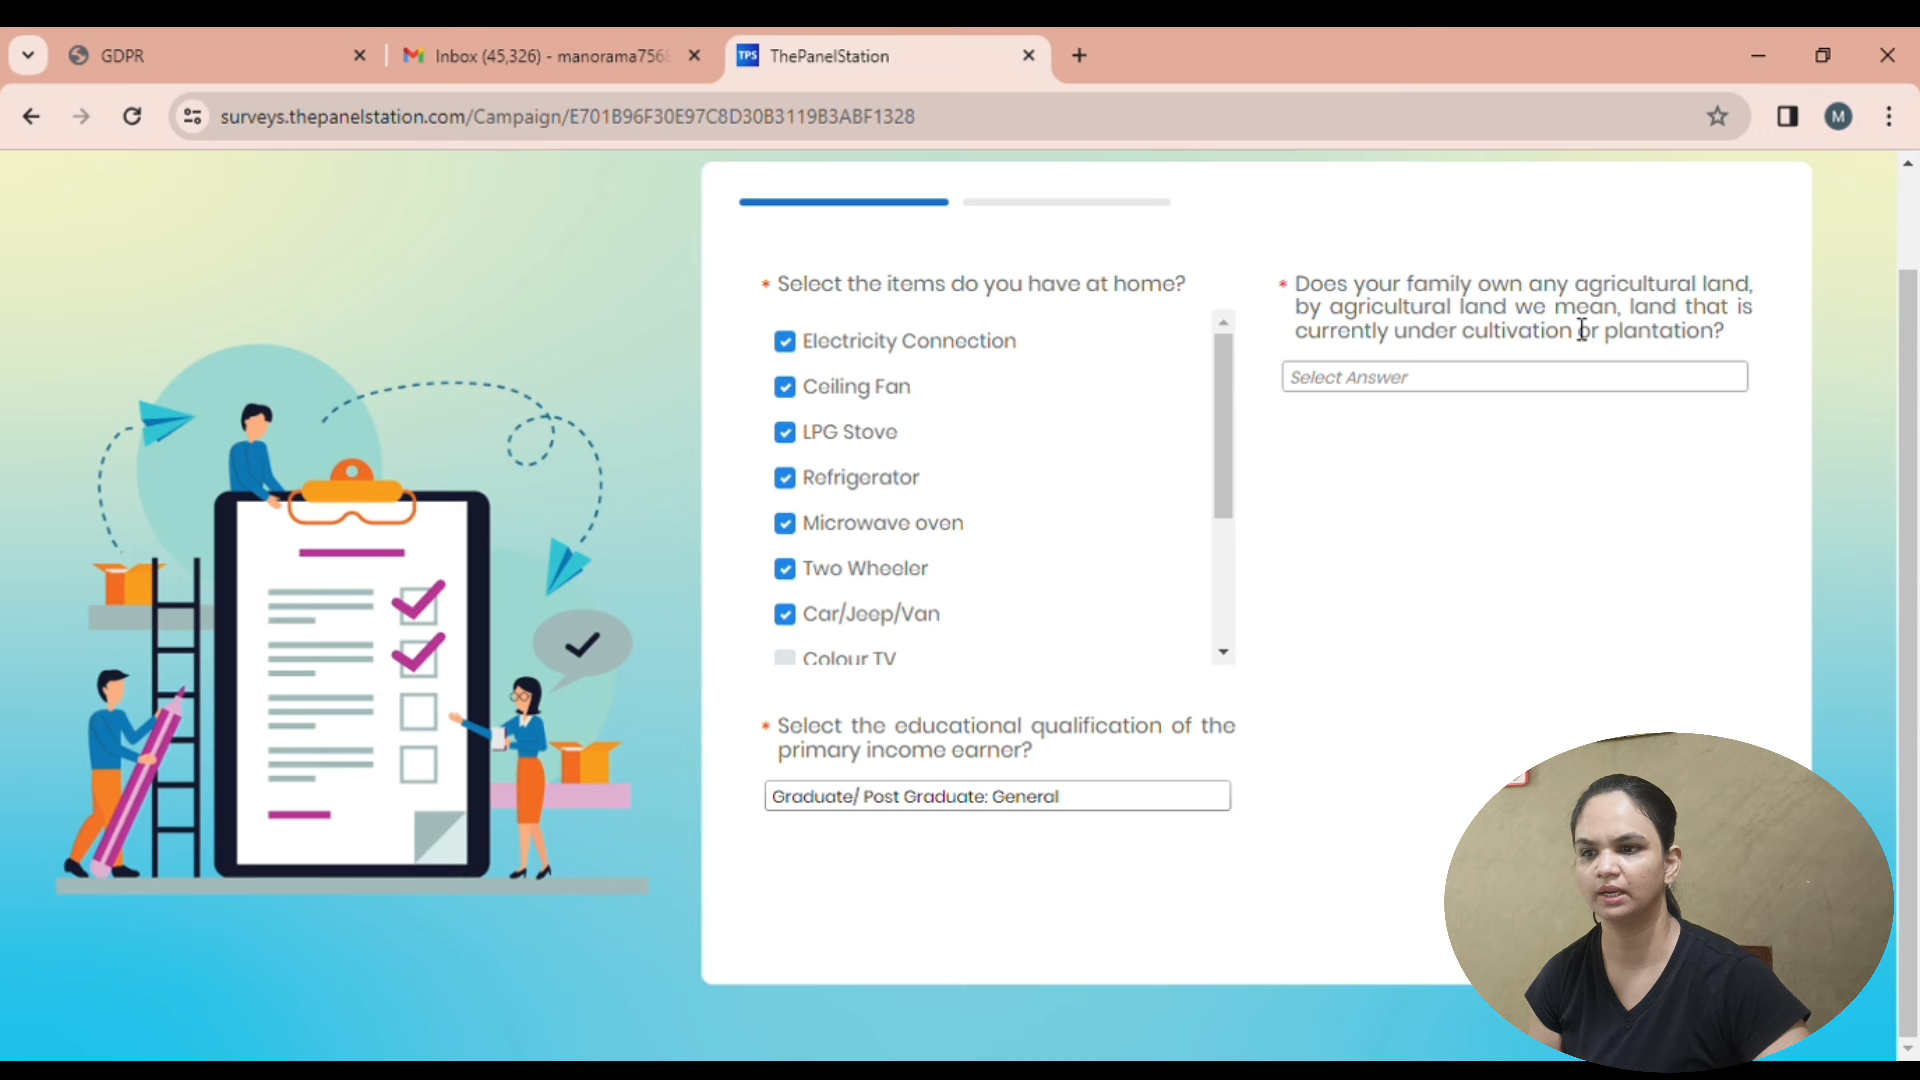 GDPR
Inbox (45,326) - manorama756
TPS ThePanelStation
surveys.thepanelstation.com/Campaign/E701B96F30E97C8D30B3119B3ABF1328
M
* Select the items do you have at home?
Electricity Connection
Ceiling Fan
LPG Stove
Refrigerator
Microwave oven
Two Wheeler
Car/Jeep/Van
Colour TV
* Select the educational qualification of the
primary income earner?
Graduate/ Post Graduate: General
* Does your family own any agricultural land,
by agricultural land we mean, land that is
currently under cultivation or plantation?
Select Answer